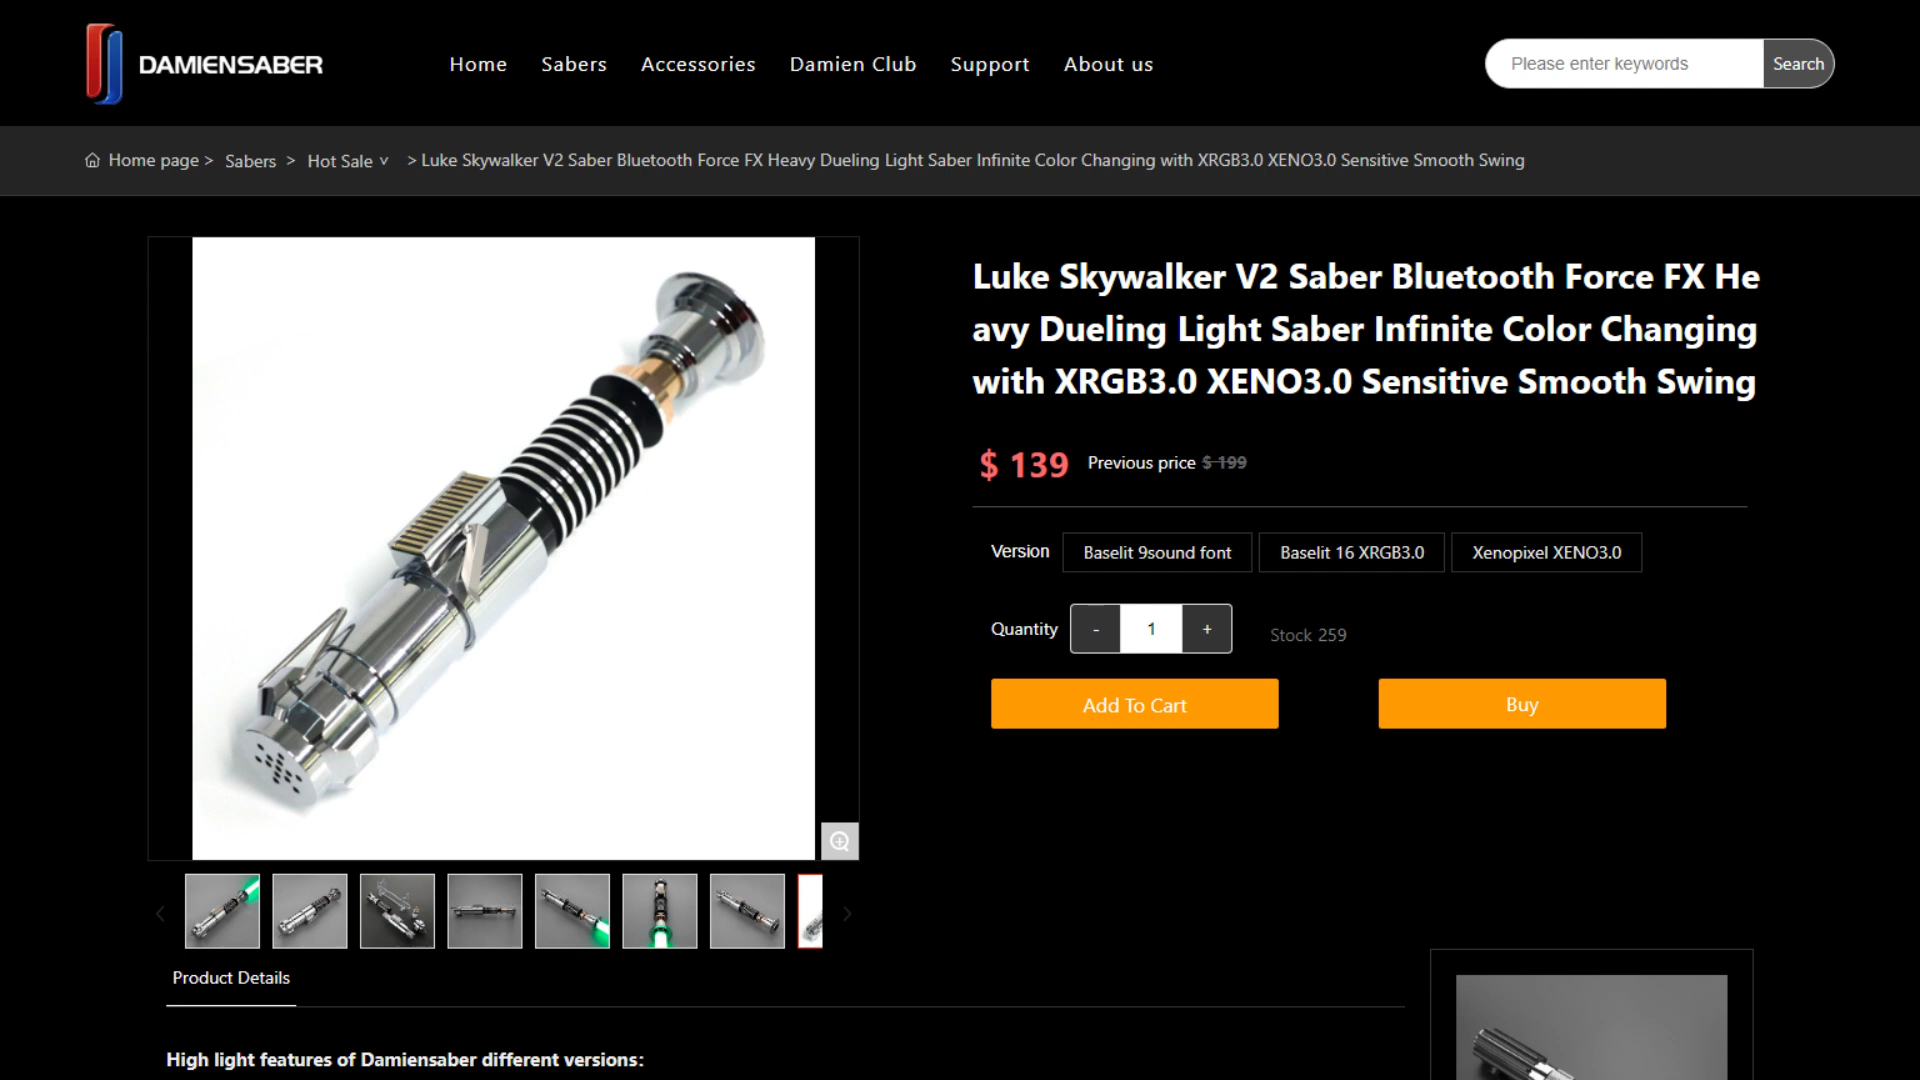 DAMIENSABER
Home Sabers Accessories Damien Club Support About us
Please enter keywords Search
Home page > Sabers > Hot Sale v > Luke Skywalker V2 Saber Bluetooth Force FX Heavy Dueling Light Saber Infinite Color Changing with XRGB3.0 XENO3.0 Sensitive Smooth Swing
Luke Skywalker V2 Saber Bluetooth Force FX He
avy Dueling Light Saber Infinite Color Changing
with XRGB3.0 XENO3.0 Sensitive Smooth Swing
$ 139 Previous price $ 199
Version Baselit 9sound font Baselit 16 XRGB3.0 Xenopixel XENO3.0
Quantity - 1 + Stock 259
Add To Cart Buy
Product Details
High light features of Damiensaber different versions: